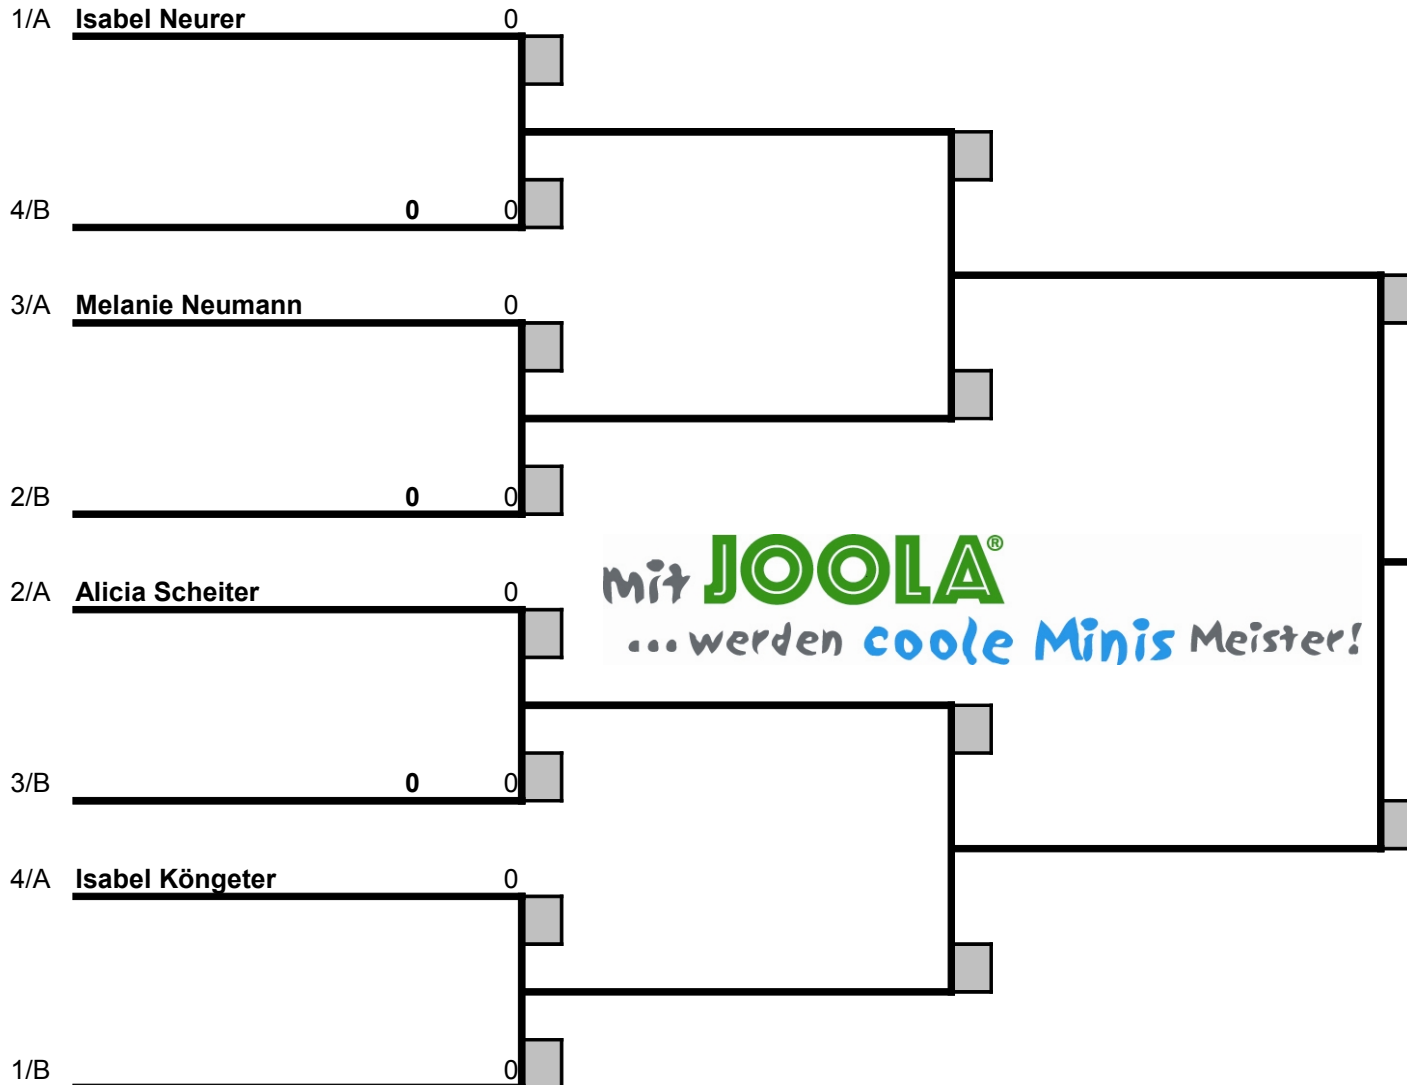 1/A Isabel Neurer 0
4/B 0 0
3/A Melanie Neumann 0
2/B 0 0
mit JOOLA®
2/A Alicia Scheiter 0
...werden coole Minis Meister!
3/B 0 0
4/A Isabel Köngeter 0
1/B 0